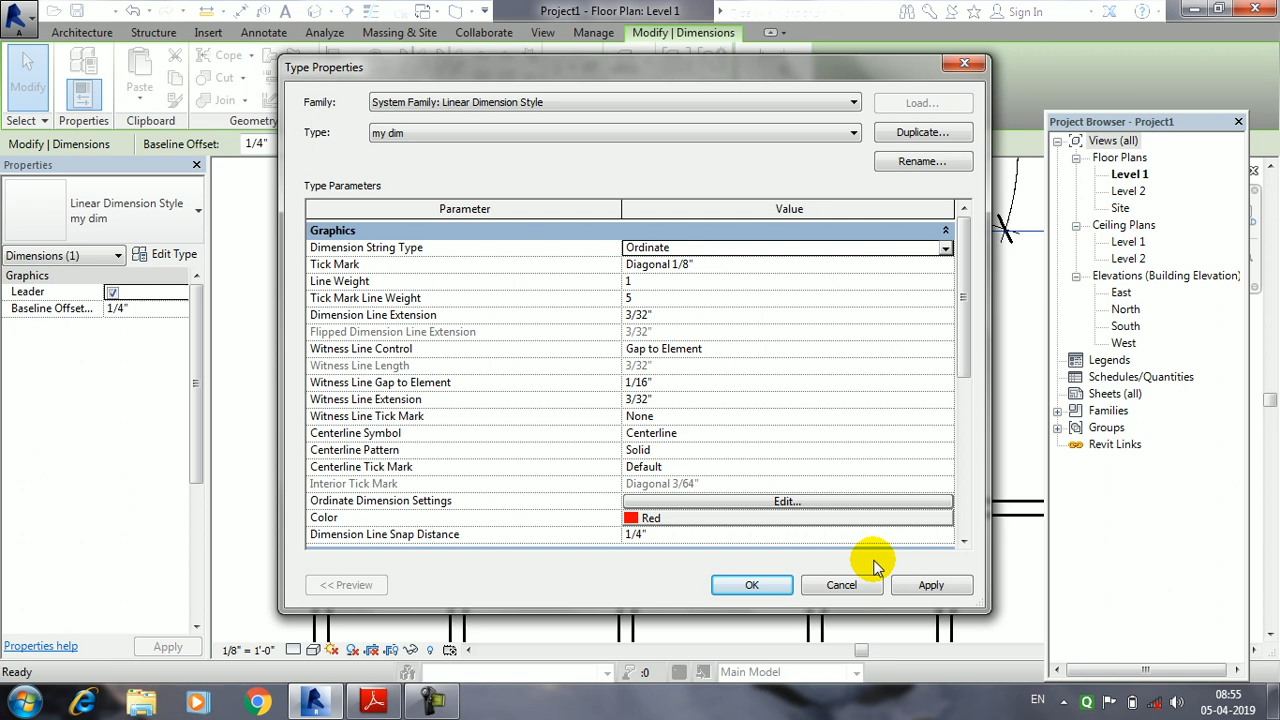 Project1 - Floor Plan: Level 1
Sign In
Architecture
Structure
Insert
Annotate
Analyze
Massing & Site
Collaborate
View
Manage
Modify | Dimensions
Modify
Paste
Cope
Cut
Join
Select
Properties
Clipboard
Geometry
Modify | Dimensions
Baseline Offset:
1/4"
Properties
Linear Dimension Style
my dim
Dimensions (1)
Edit Type
Graphics
Leader
Baseline Offset...
1/4"
Properties help
Apply
Type Properties
Family:
System Family: Linear Dimension Style
Load...
Type:
my dim
Duplicate...
Rename...
Type Parameters
Parameter
Value
Graphics
Dimension String Type
Ordinate
Tick Mark
Diagonal 1/8"
Line Weight
1
Tick Mark Line Weight
5
Dimension Line Extension
3/32"
Flipped Dimension Line Extension
3/32"
Witness Line Control
Gap to Element
Witness Line Length
3/32"
Witness Line Gap to Element
1/16"
Witness Line Extension
3/32"
Witness Line Tick Mark
None
Centerline Symbol
Centerline
Centerline Pattern
Solid
Centerline Tick Mark
Default
Interior Tick Mark
Diagonal 3/64"
Ordinate Dimension Settings
Edit...
Color
Red
Dimension Line Snap Distance
1/4"
<< Preview
OK
Cancel
Apply
Project Browser - Project1
Views (all)
Floor Plans
Level 1
Level 2
Site
Ceiling Plans
Level 1
Level 2
Elevations (Building Elevation)
East
North
South
West
Legends
Schedules/Quantities
Sheets (all)
Families
Groups
Revit Links
1/8" = 1'-0"
Ready
:0
Main Model
EN
08:55
05-04-2019